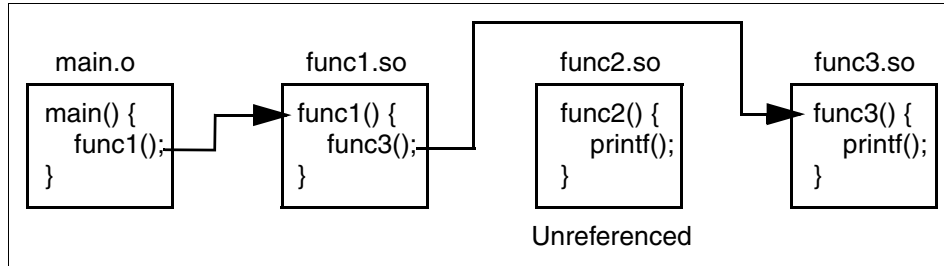 main.o
main() {
func1();
}
func1.so
func1() {
func3();
}
func2.so
func2() {
printf();
}
Unreferenced
func3.so
func3() {
printf();
}